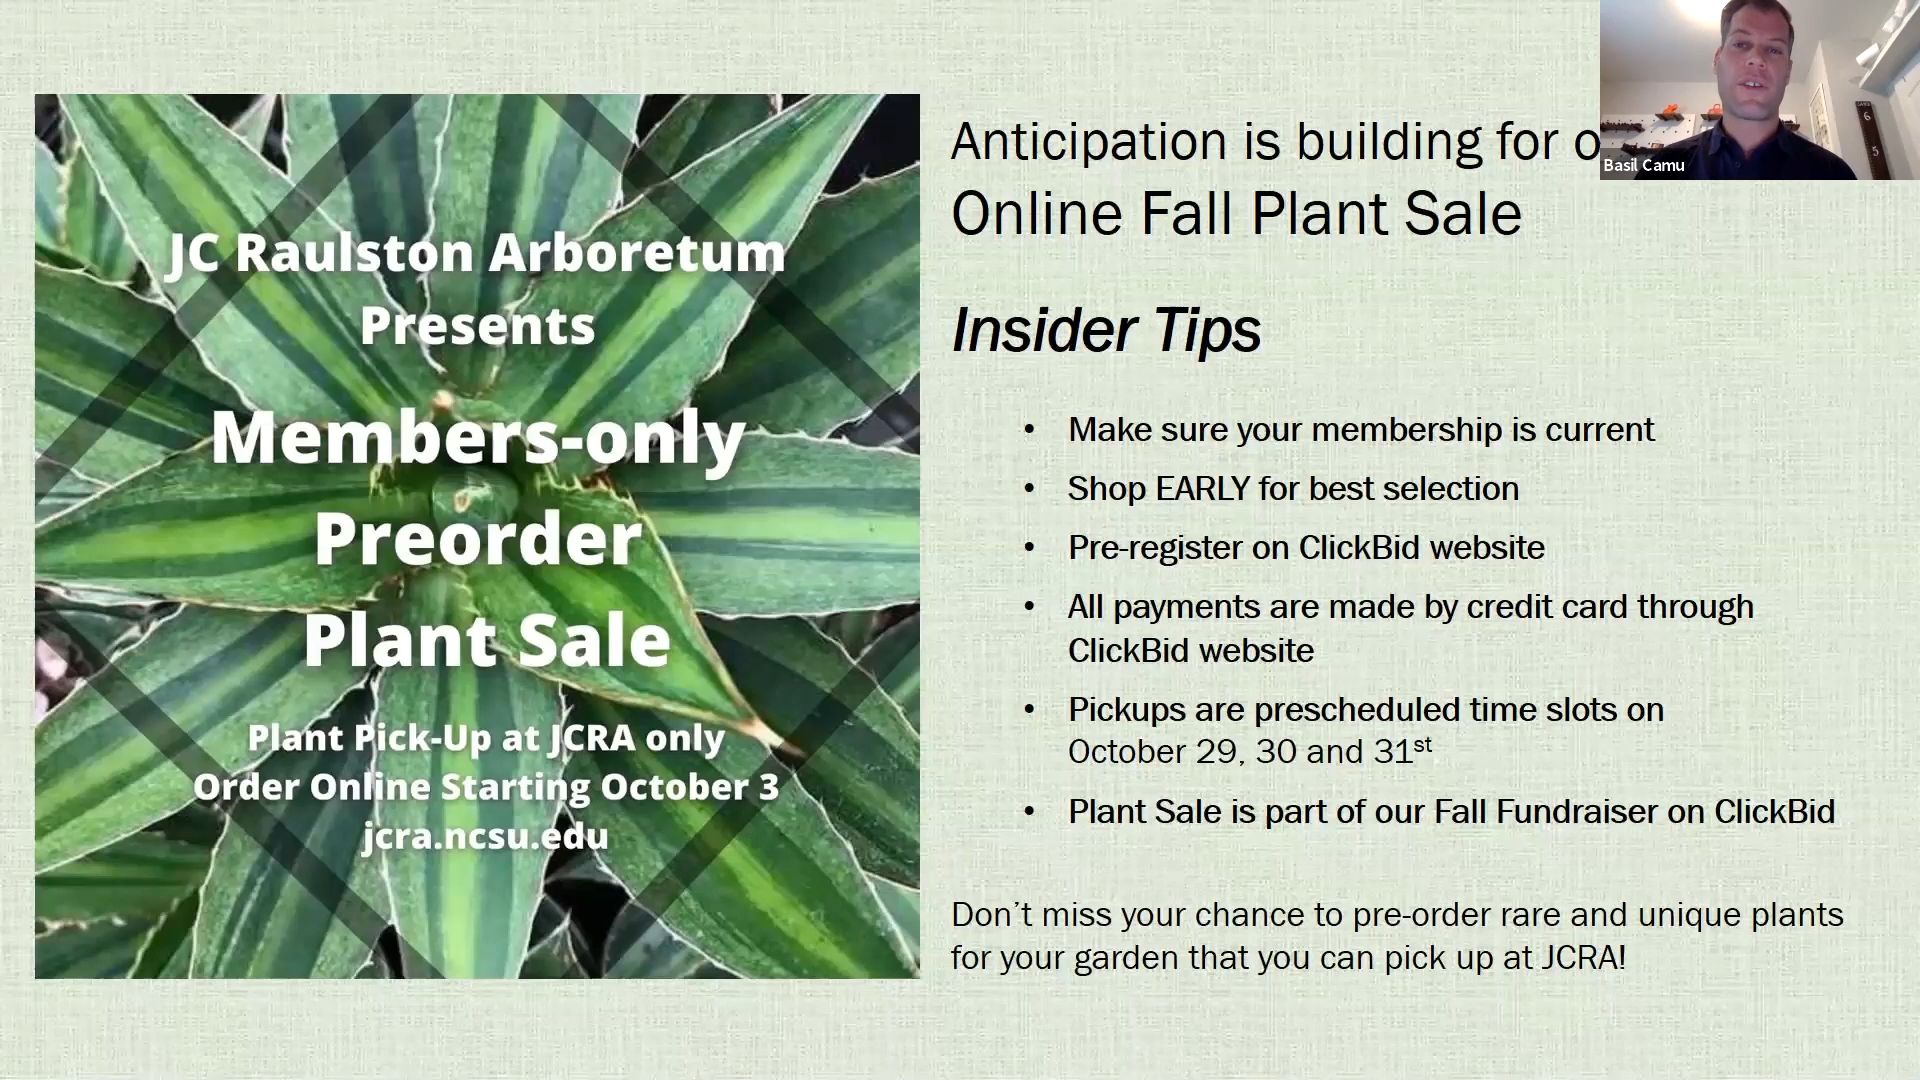 JC Raulston Arboretum
Presents
Members-only
Preorder
Plant Sale
Plant Pick-Up at JCRA only
Order Online Starting October 3
jcra.ncsu.edu
Anticipation is building for o
Online Fall Plant Sale
Insider Tips
• Make sure your membership is current
• Shop EARLY for best selection
• Pre-register on ClickBid website
• All payments are made by credit card through
ClickBid website
• Pickups are prescheduled time slots on
October 29, 30 and 31st
• Plant Sale is part of our Fall Fundraiser on ClickBid
Don’t miss your chance to pre-order rare and unique plants
for your garden that you can pick up at JCRA!
Basil Camu
6
5